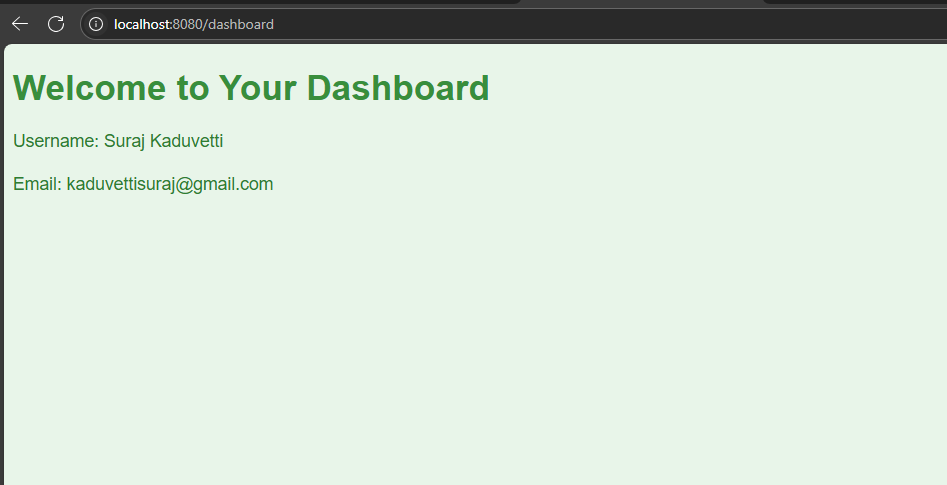 localhost:8080/dashboard
Welcome to Your Dashboard
Username: Suraj Kaduvetti
Email: kaduvettisuraj@gmail.com